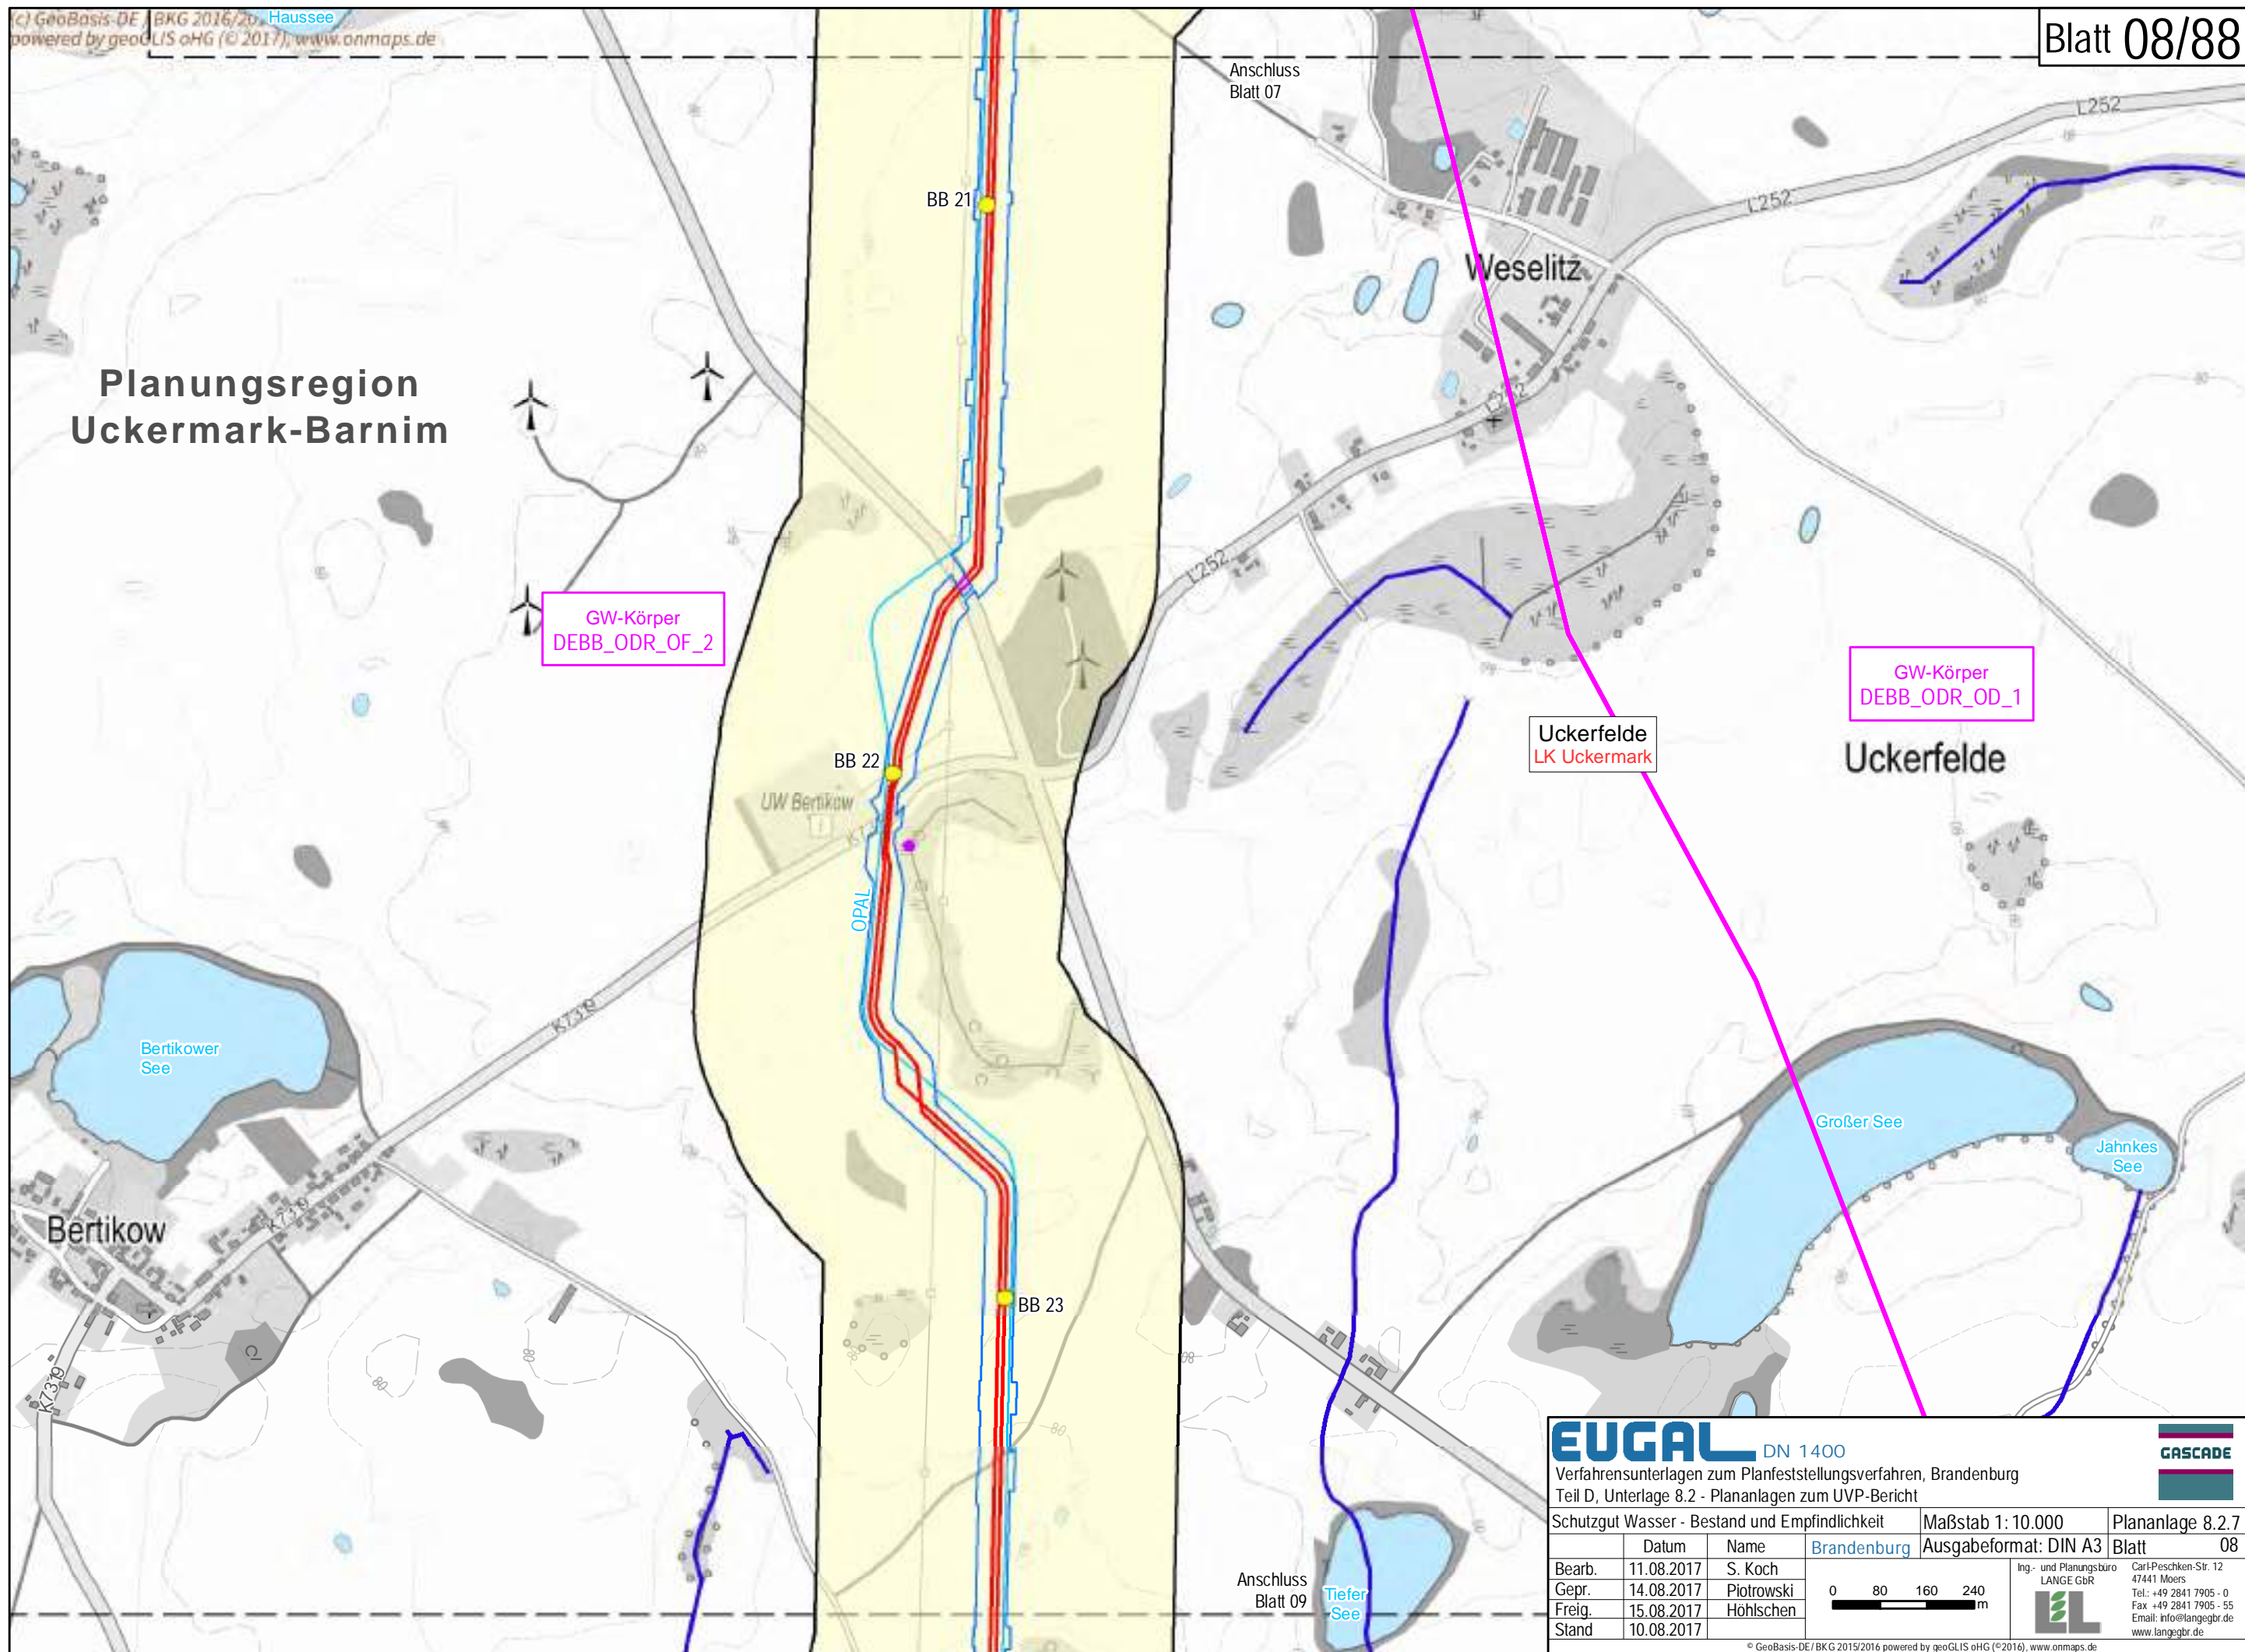 (c) GeoBasis-DE / BKG 2016/20
powered by geoGLIS oHG (© 2017), www.onmaps.de
Haussee
Blatt 08/88
Anschluss
Blatt 07
L252
L252
BB 21
Weselitz
Planungsregion
Uckermark-Barnim
L252
L252
GW-Körper
DEBB_ODR_OF_2
GW-Körper
DEBB_ODR_OD_1
Uckerfelde
LK Uckermark
Uckerfelde
BB 22
UW Bertikow
K73
OPAL
K7319
Bertikower
See
Großer See
Jahnkes
See
Bertikow
K7319
BB 23
K7319
80
80
80
80
80
Anschluss
Blatt 09
Tiefer
See
EUGAL DN 1400
GASCADE
Verfahrensunterlagen zum Planfeststellungsverfahren, Brandenburg
Teil D, Unterlage 8.2 - Plananlagen zum UVP-Bericht
Schutzgut Wasser - Bestand und Empfindlichkeit Maßstab 1: 10.000 Plananlage 8.2.7
Datum Name Brandenburg Ausgabeformat: DIN A3 Blatt 08
Bearb. 11.08.2017 S. Koch
Gepr. 14.08.2017 Piotrowski
Freig. 15.08.2017 Höhlschen
Stand 10.08.2017
0 80 160 240
m
Ing.- und Planungsbüro
LANGE GbR
Carl-Peschken-Str. 12
47441 Moers
Tel.: +49 2841 7905 - 0
Fax +49 2841 7905 - 55
Email: info@langegbr.de
www.langegbr.de
© GeoBasis-DE/ BKG 2015/2016 powered by geoGLIS oHG (©2016), www.onmaps.de